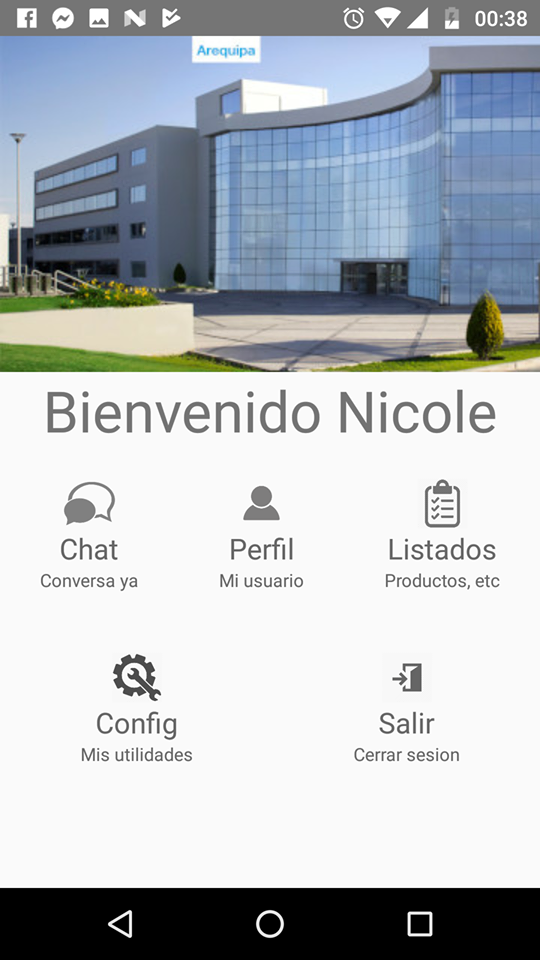 00:38
Arequipa
Bienvenido Nicole
Chat
Conversa ya
Perfil
Mi usuario
Listados
Productos, etc
Config
Mis utilidades
Salir
Cerrar sesion